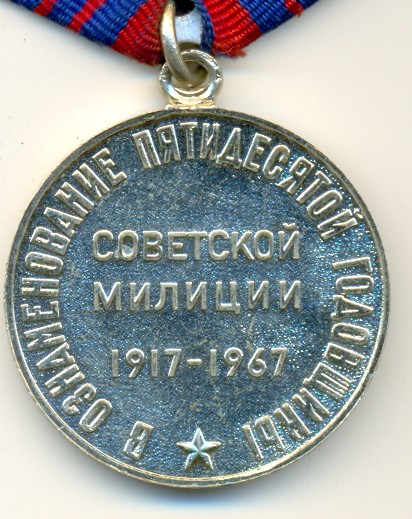 В ОЗНАМЕНОВАНИЕ ПЯТИДЕСЯТОЙ ГОДОВЩИНЫ
СОВЕТСКОЙ
МИЛИЦИИ
1917-1967